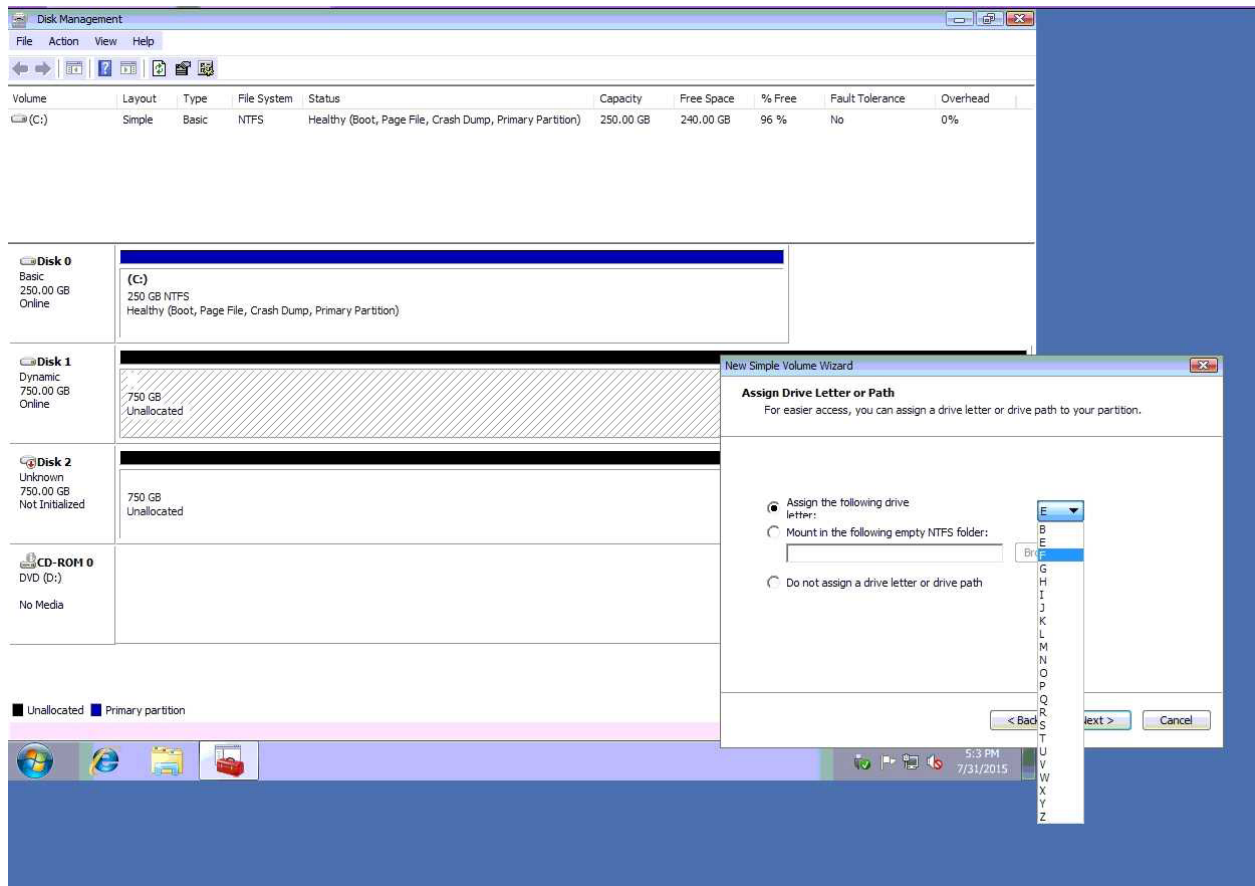 Disk Management
File Action View Help
Volume Layout Type File System Status Capacity Free Space % Free Fault Tolerance Overhead
(C:) Simple Basic NTFS Healthy (Boot, Page File, Crash Dump, Primary Partition) 250.00 GB 240.00 GB 96 % No 0%
Disk 0
Basic
250.00 GB
Online
(C:)
250 GB NTFS
Healthy (Boot, Page File, Crash Dump, Primary Partition)
Disk 1
Dynamic
750.00 GB
Online
750 GB
Unallocated
Disk 2
Unknown
750.00 GB
Not Initialized
750 GB
Unallocated
CD-ROM 0
DVD (D:)
No Media
Unallocated Primary partition
New Simple Volume Wizard
Assign Drive Letter or Path
For easier access, you can assign a drive letter or drive path to your partition.
Assign the following drive
letter:
E
Mount in the following empty NTFS folder:
Do not assign a drive letter or drive path
B
E
F
G
H
I
J
K
L
M
N
O
P
Q
R
S
T
U
V
W
X
Y
Z
< Back Next > Cancel
5:3 PM
7/31/2015